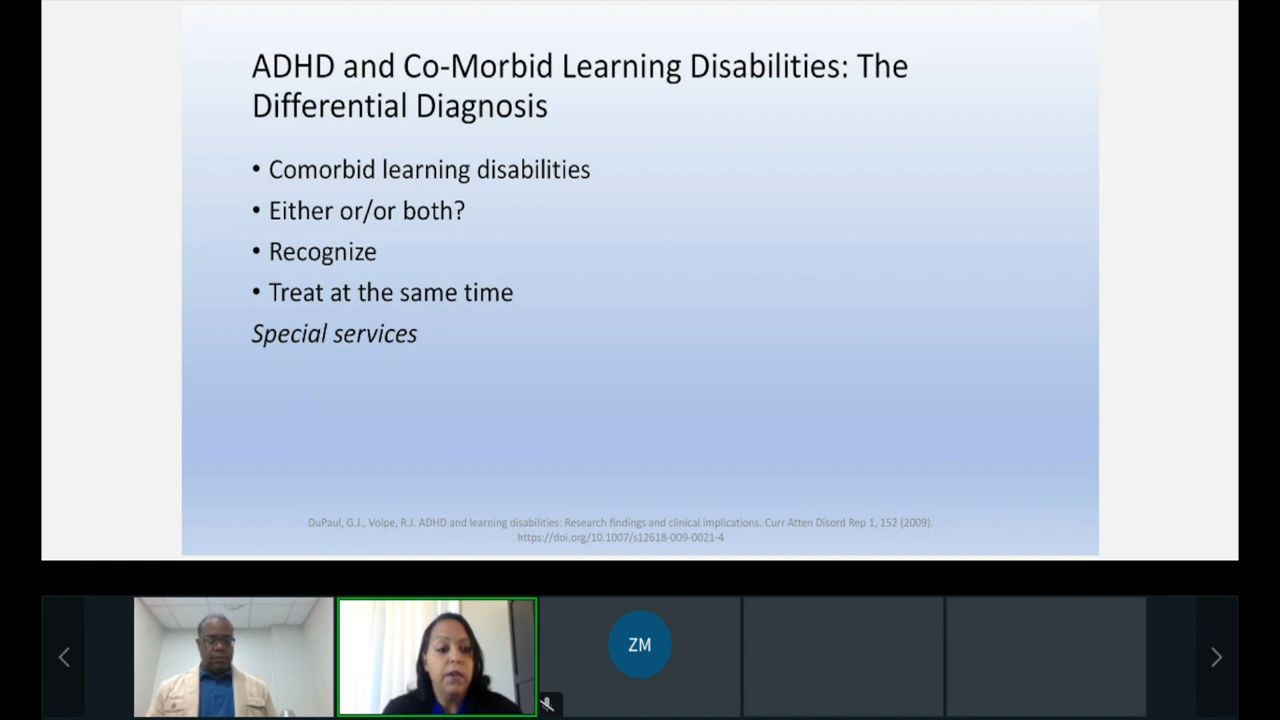 ADHD and Co-Morbid Learning Disabilities: The
Differential Diagnosis
• Comorbid learning disabilities
• Either or/or both?
• Recognize
• Treat at the same time
Special services
DuPaul, G.J., Volpe, R.J. ADHD and learning disabilities: Research findings and clinical implications. Curr Atten Disord Rep 1, 152 (2009).
https://doi.org/10.1007/s12618-009-0021-4
ZM